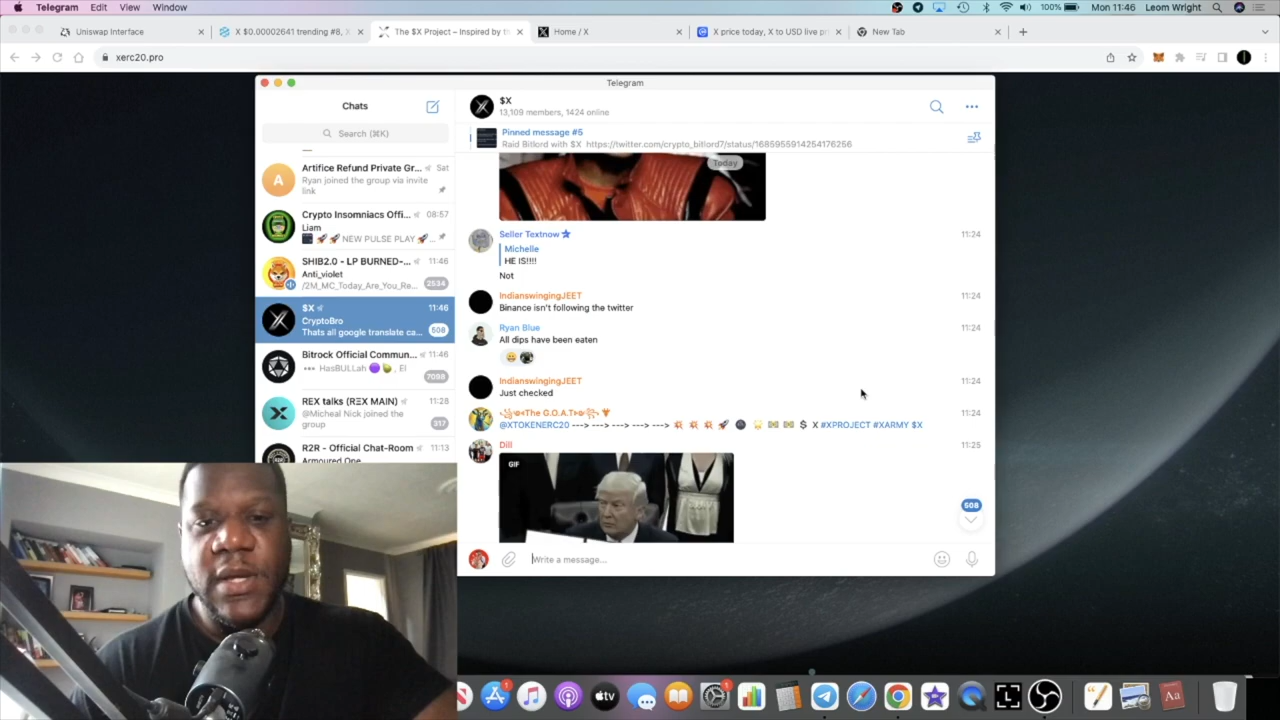 Telegram Edit View Window 100% Mon 11:46 Leom Wright
Uniswap Interface
X $0.00002641 trending #8, X
The $X Project – Inspired by th
Home / X
X price today, X to USD live pri
New Tab
xerc20.pro
Telegram
Chats
Search (⌘K)
Artifice Refund Private Gr... Sat
Ryan joined the group via invite
link
Crypto Insomniacs Offi... 08:57
Liam
🚀🚀 NEW PULSE PLAY 🚀...
SHIB2.0 - LP BURNED-... 11:46
Anti_violet
/2M_MC_Today_Are_You_Re... 2534
$X 11:46
CryptoBro
Thats all google translate ca... 508
Bitrock Official Commun... 11:46
HasBULLah 🟣🍐, El 7098
REX talks (RΞX MAIN) 11:28
@Micheal Nick joined the
group 317
R2R - Official Chat-Room 11:13
Armoured One
$X
13,109 members, 1424 online
Pinned message #5
Raid Bitlord with $X https://twitter.com/crypto_bitlord7/status/1685955914254176256
Today
Seller Textnow 11:24
Michelle
HE IS!!!!
Not
IndianswingingJEET 11:24
Binance isn't following the twitter
Ryan Blue 11:24
All dips have been eaten
IndianswingingJEET 11:24
Just checked
The G.O.A.T 11:24
@XTOKENERC20 ---> ---> ---> ---> ---> 💥 💥 💥 🚀 🌚 $ X #XPROJECT #XARMY $X
Dill 11:25
GIF
508
Write a message...
tv
Aa